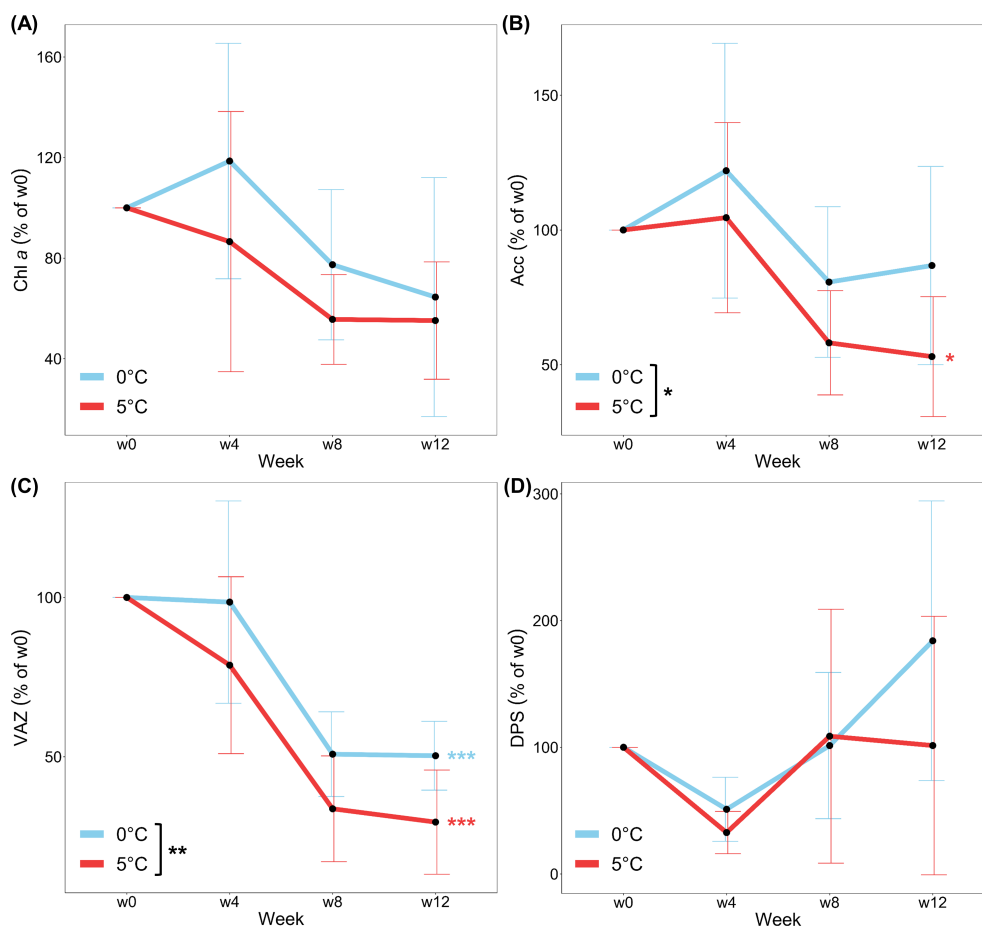 (A)
Chl a (% of w0)
160
120
80
40
0°C
5°C
w0 w4 w8 w12
Week
(B)
Acc (% of w0)
150
100
50
*
0°C
5°C
*
w0 w4 w8 w12
Week
(C)
VAZ (% of w0)
100
50
***
***
0°C
5°C
**
w0 w4 w8 w12
Week
(D)
DPS (% of w0)
300
200
100
0
0°C
5°C
w0 w4 w8 w12
Week